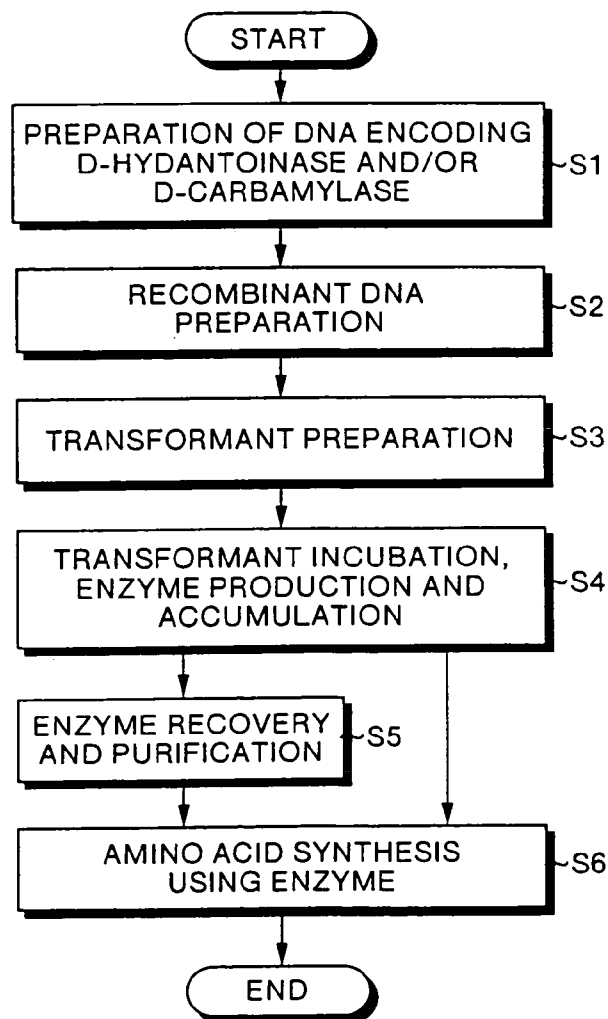 START
PREPARATION OF DNA ENCODING
D-HYDANTOINASE AND/OR
D-CARBAMYLASE
S1
RECOMBINANT DNA
PREPARATION
S2
TRANSFORMANT PREPARATION
S3
TRANSFORMANT INCUBATION,
ENZYME PRODUCTION AND
ACCUMULATION
S4
ENZYME RECOVERY
AND PURIFICATION
S5
AMINO ACID SYNTHESIS
USING ENZYME
S6
END